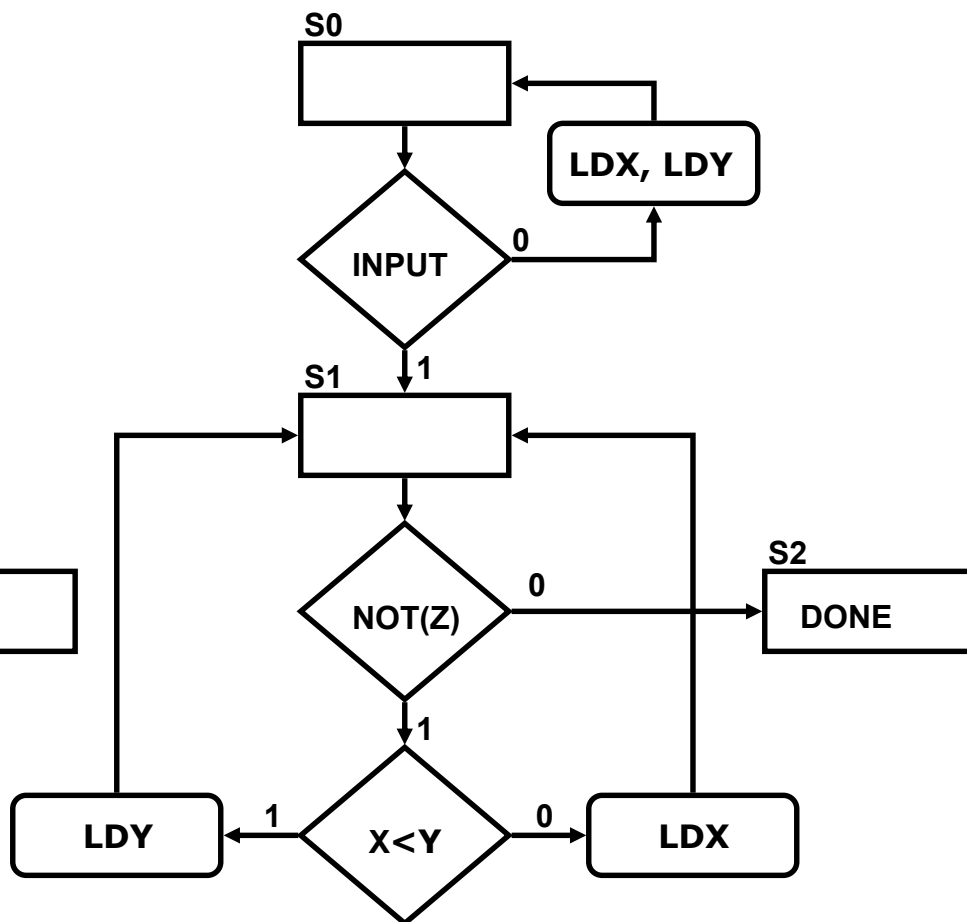 S0
LDX, LDY
INPUT
0
1
S1
S2
0
NOT(Z)
DONE
1
LDY
1
X<Y
0
LDX